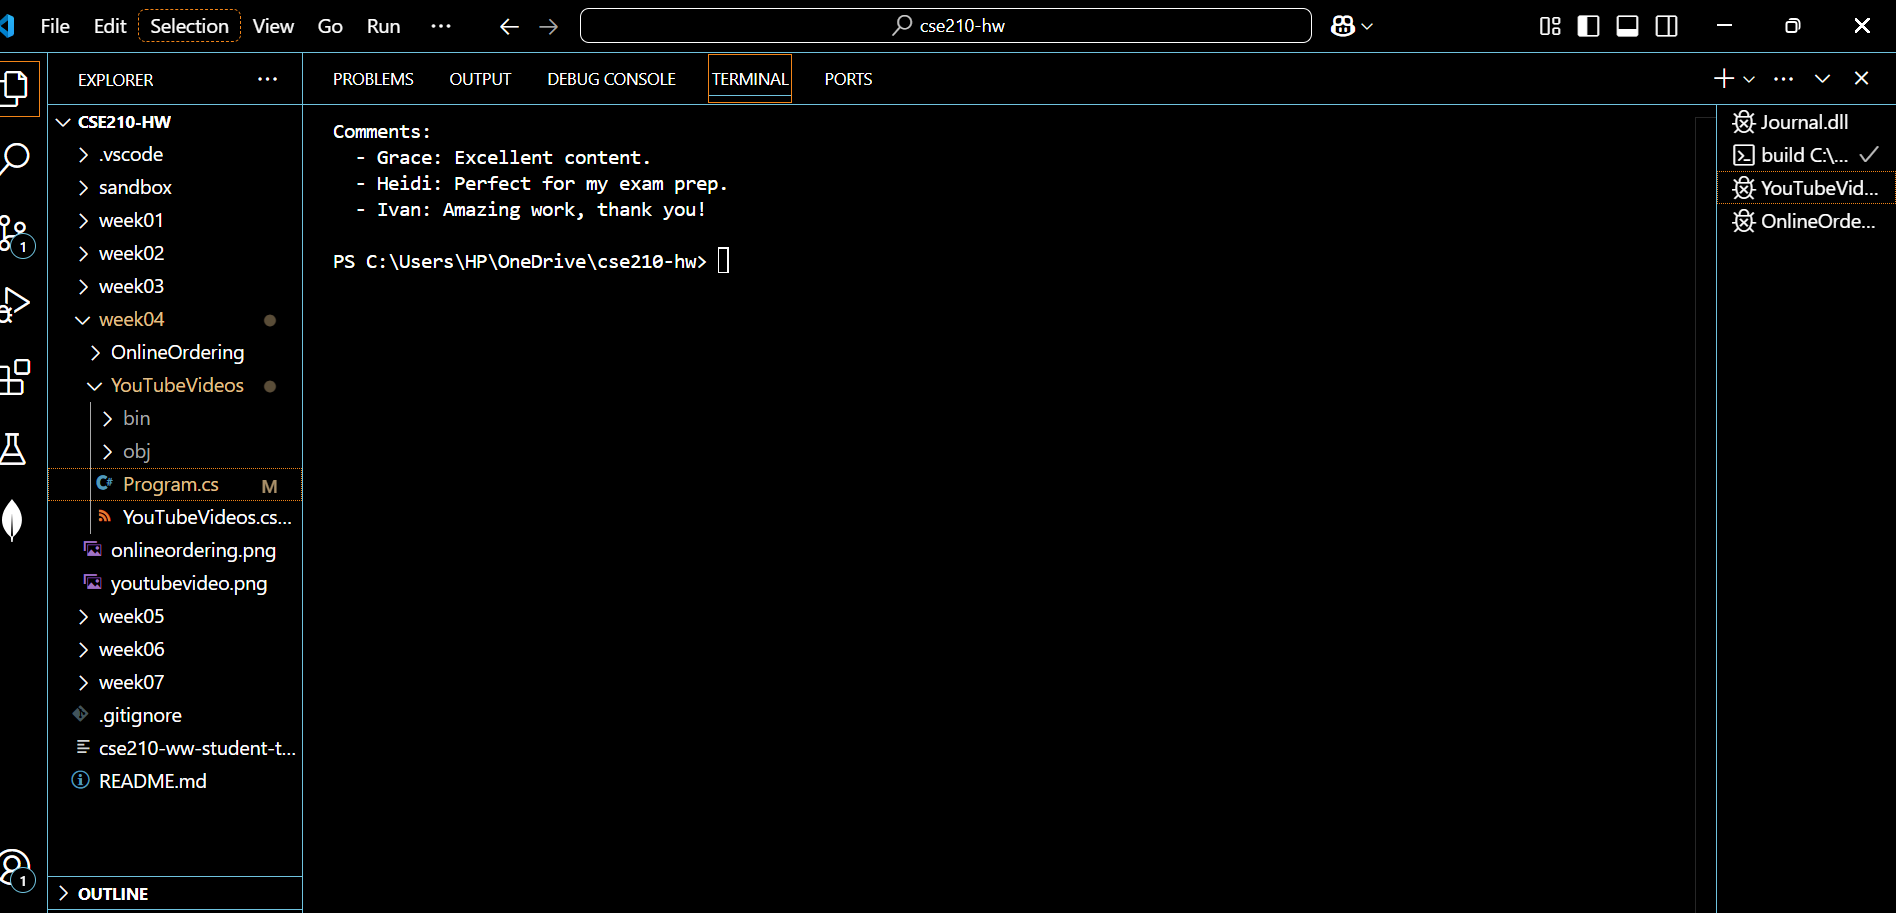 File Edit Selection View Go Run ··· cse210-hw
EXPLORER ···
PROBLEMS OUTPUT DEBUG CONSOLE TERMINAL PORTS
CSE210-HW
.vscode
sandbox
week01
week02
week03
week04
OnlineOrdering
YouTubeVideos
bin
obj
Program.cs M
YouTubeVideos.cs...
onlineordering.png
youtubevideo.png
week05
week06
week07
.gitignore
cse210-ww-student-t...
README.md
OUTLINE
1
1
Comments:
- Grace: Excellent content.
- Heidi: Perfect for my exam prep.
- Ivan: Amazing work, thank you!
PS C:\Users\HP\OneDrive\cse210-hw>
Journal.dll
build C:\...
YouTubeVid...
OnlineOrde...